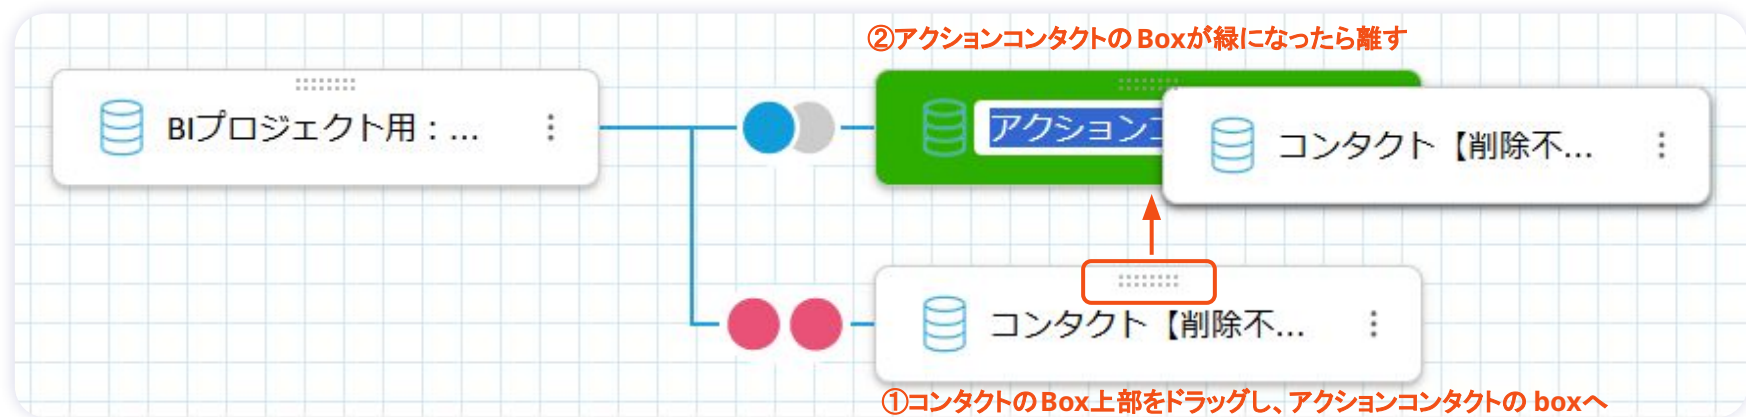 ②アクションコンタクトのBoxが緑になったら離す
BIプロジェクト用：...
アクションコ
コンタクト【削除不...
コンタクト【削除不...
①コンタクトのBox上部をドラッグし、アクションコンタクトの boxへ